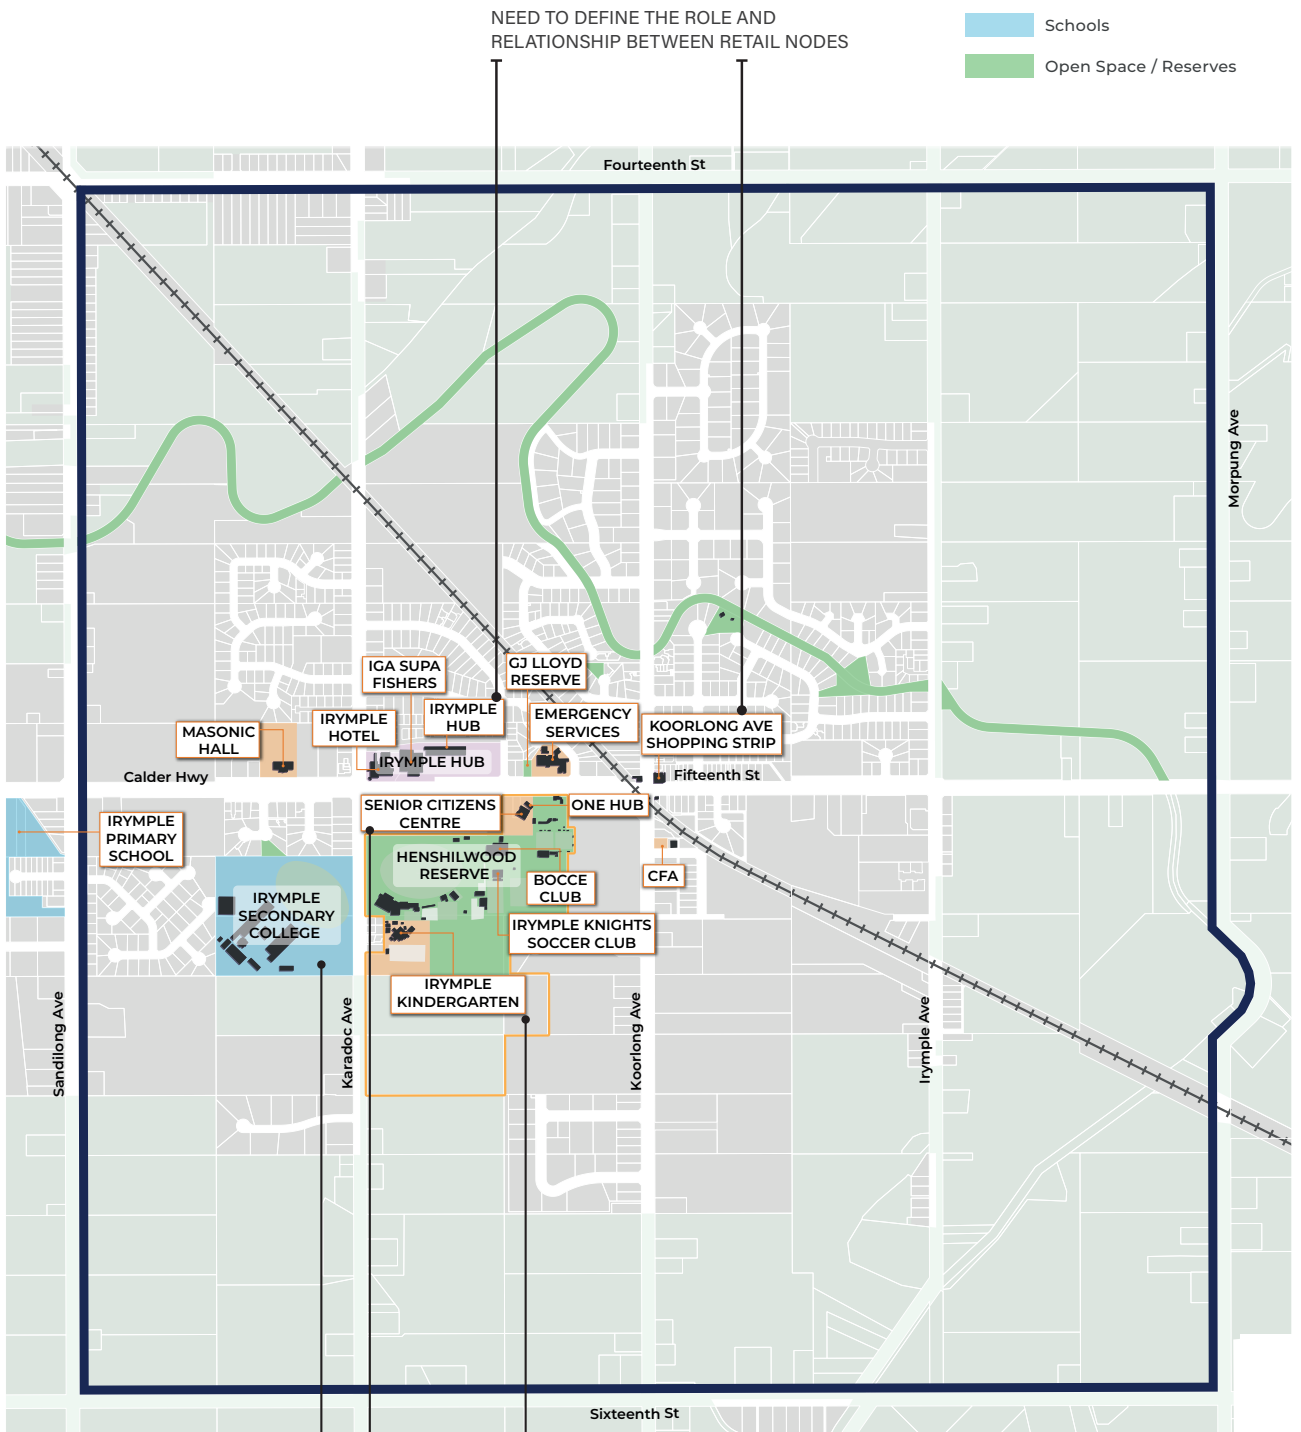 NEED TO DEFINE THE ROLE AND
RELATIONSHIP BETWEEN RETAIL NODES
Schools
Open Space / Reserves
Fourteenth St
Morpung Ave
IGA SUPA
FISHERS
GJ LLOYD
RESERVE
IRYMPLE
HUB
IRYMPLE
HOTEL
EMERGENCY
SERVICES
KOORLONG AVE
SHOPPING STRIP
MASONIC
HALL
IRYMPLE HUB
Calder Hwy
Fifteenth St
SENIOR CITIZENS
CENTRE
ONE HUB
IRYMPLE
PRIMARY
SCHOOL
HENSHILWOOD
RESERVE
CFA
BOCCE
CLUB
IRYMPLE
SECONDARY
COLLEGE
IRYMPLE KNIGHTS
SOCCER CLUB
IRYMPLE
KINDERGARTEN
Sandilong Ave
Karadoc Ave
Koorlong Ave
Irymple Ave
Sixteenth St